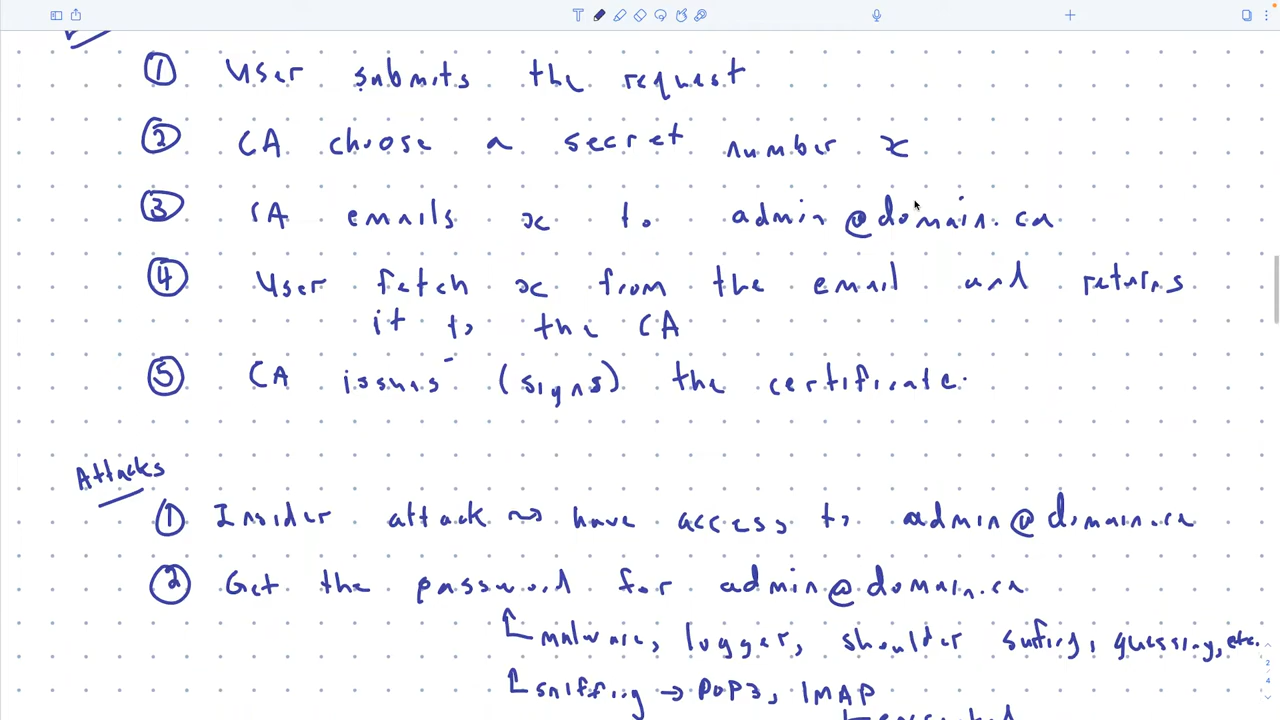 ① User submits the request
② CA choose a secret number x
③ CA emails x to admin@domain.ca
④ User fetch x from the email and returns
it to the CA
⑤ CA issues (signs) the certificate.
Attacks
① Insider attack ↝ have access to admin@domain.ca
② Get the password for admin@domain.ca
↳ malware, logger, shoulder surfing, guessing, etc.
↳ sniffing → POP3, IMAP